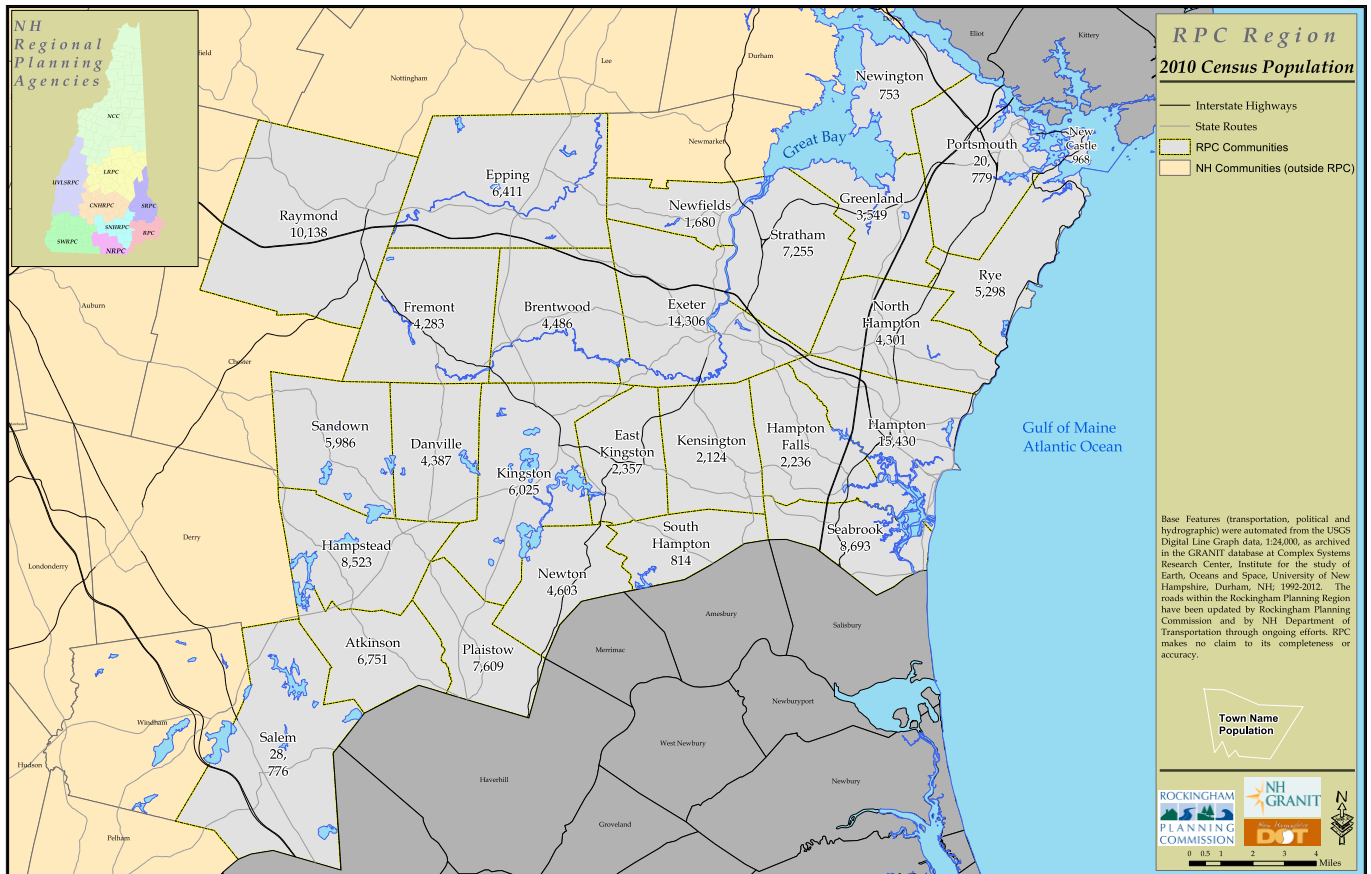 NH
Regional
Planning
Agencies
NCC
UVLSRPC
LRPC
CNHRPC
SRPC
SNHRPC
RPC
SWRPC
NRPC
RPC Region
2010 Census Population
Interstate Highways
State Routes
RPC Communities
NH Communities (outside RPC)
field
Nottingham
Lee
Durham
Eliot
Kittery
Newmarket
Auburn
Chester
Derry
Londonderry
Windham
Hudson
Pelham
Newington
753
Great Bay
Portsmouth
20,
779
New
Castle
968
Epping
6,411
Raymond
10,138
Newfields
1,680
Greenland
3,549
Stratham
7,255
Rye
5,298
Fremont
4,283
Brentwood
4,486
Exeter
14,306
North
Hampton
4,301
Sandown
5,986
Danville
4,387
Kingston
6,025
East
Kingston
2,357
Kensington
2,124
Hampton
Falls
2,236
Hampton
15,430
Gulf of Maine
Atlantic Ocean
Hampstead
8,523
Newton
4,603
South
Hampton
814
Seabrook
8,693
Atkinson
6,751
Plaistow
7,609
Salem
28,
776
Amesbury
Salisbury
Merrimac
Newburyport
West Newbury
Haverhill
Newbury
Groveland
Base Features (transportation, political and
hydrographic) were automated from the USGS
Digital Line Graph data, 1:24,000, as archived
in the GRANIT database at Complex Systems
Research Center, Institute for the study of
Earth, Oceans and Space, University of New
Hampshire, Durham, NH; 1992-2012. The
roads within the Rockingham Planning Region
have been updated by Rockingham Planning
Commission and by NH Department of
Transportation through ongoing efforts. RPC
makes no claim to its completeness or
accuracy.
Town Name
Population
ROCKINGHAM
PLANNING
COMMISSION
NH
GRANIT
New Hampshire
DOT
N
0 0.5 1 2 3 4
Miles